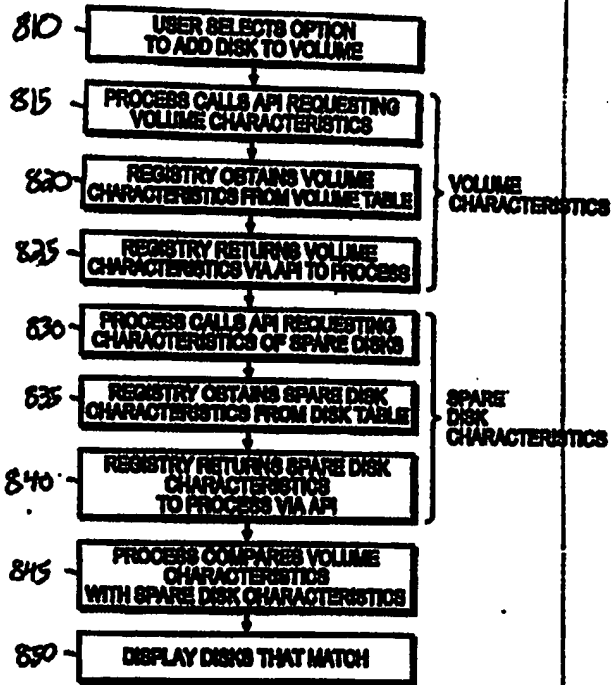 810
USER SELECTS OPTION
TO ADD DISK TO VOLUME
815
PROCESS CALLS API REQUESTING
VOLUME CHARACTERISTICS
820
REGISTRY OBTAINS VOLUME
CHARACTERISTICS FROM VOLUME TABLE
VOLUME
CHARACTERISTICS
825
REGISTRY RETURNS VOLUME
CHARACTERISTICS VIA API TO PROCESS
830
PROCESS CALLS API REQUESTING
CHARACTERISTICS OF SPARE DISKS
835
REGISTRY OBTAINS SPARE DISK
CHARACTERISTICS FROM DISK TABLE
SPARE
DISK
CHARACTERISTICS
840
REGISTRY RETURNS SPARE DISK
CHARACTERISTICS
TO PROCESS VIA API
845
PROCESS COMPARES VOLUME
CHARACTERISTICS
WITH SPARE DISK CHARACTERISTICS
850
DISPLAY DISKS THAT MATCH